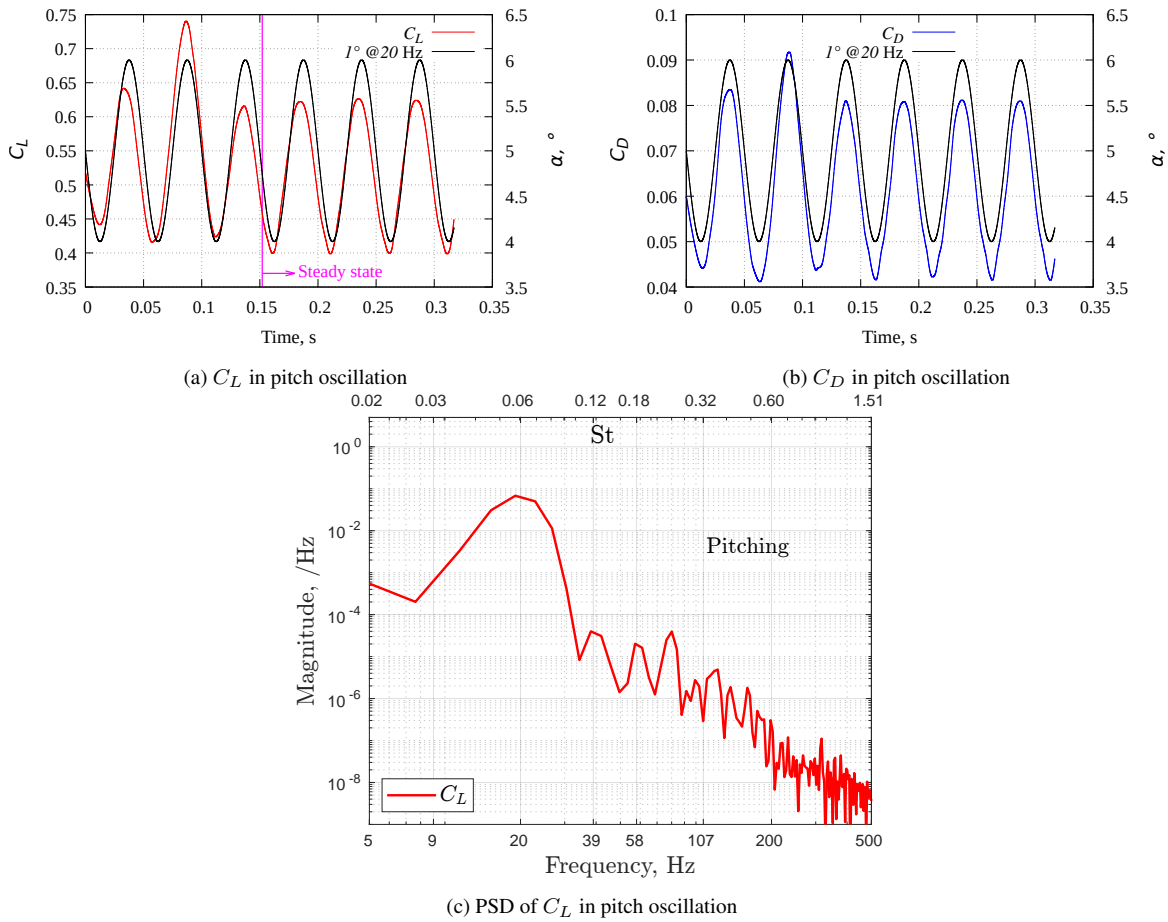 C_L
1° @20 Hz
0.75
0.7
0.65
0.6
0.55
0.5
0.45
0.4
0.35
C_L
6.5
6
5.5
5
4.5
4
3.5
α, °
Steady state
0 0.05 0.1 0.15 0.2 0.25 0.3 0.35
Time, s
(a) C_L in pitch oscillation
C_D
1° @20 Hz
0.1
0.09
0.08
0.07
0.06
0.05
0.04
C_D
6.5
6
5.5
5
4.5
4
3.5
α, °
0 0.05 0.1 0.15 0.2 0.25 0.3 0.35
Time, s
(b) C_D in pitch oscillation
0.02 0.03 0.06 0.12 0.18 0.32 0.60 1.51
St
10^0
10^-2
10^-4
10^-6
10^-8
Magnitude, /Hz
Pitching
C_L
5 9 20 39 58 107 200 500
Frequency, Hz
(c) PSD of C_L in pitch oscillation